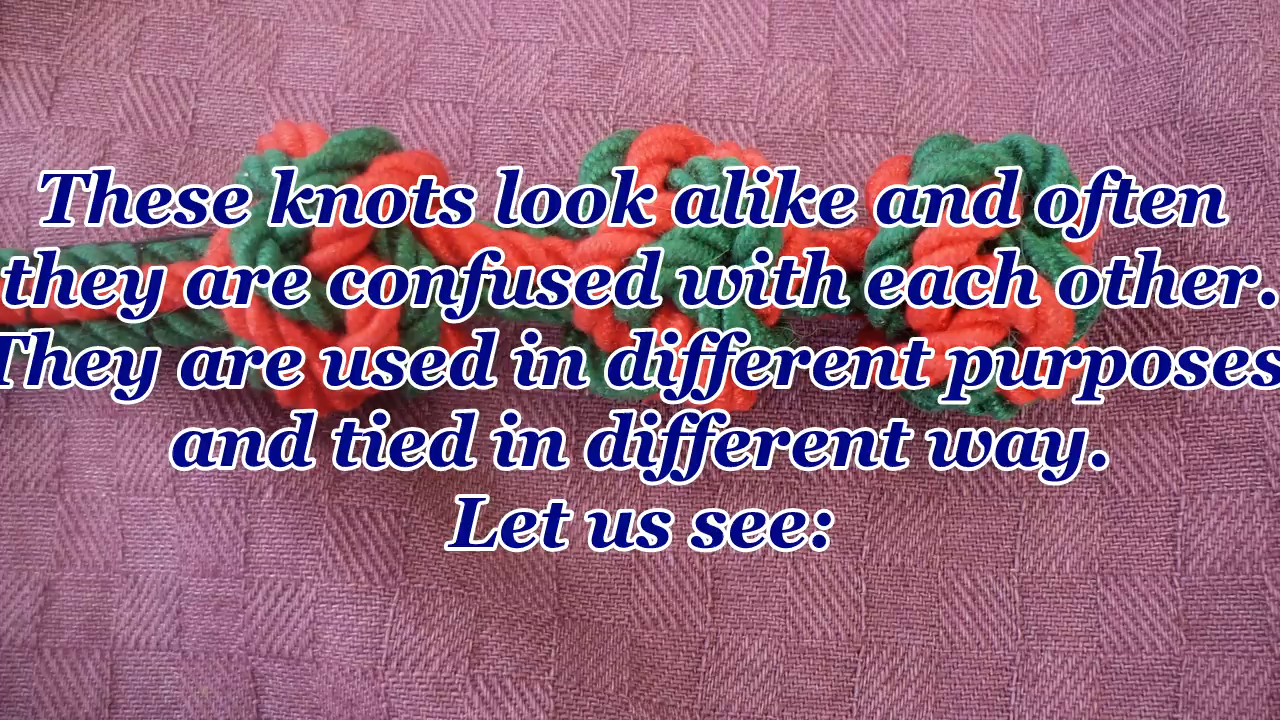 These knots look alike and often
they are confused with each other.
They are used in different purposes
and tied in different way.
Let us see: